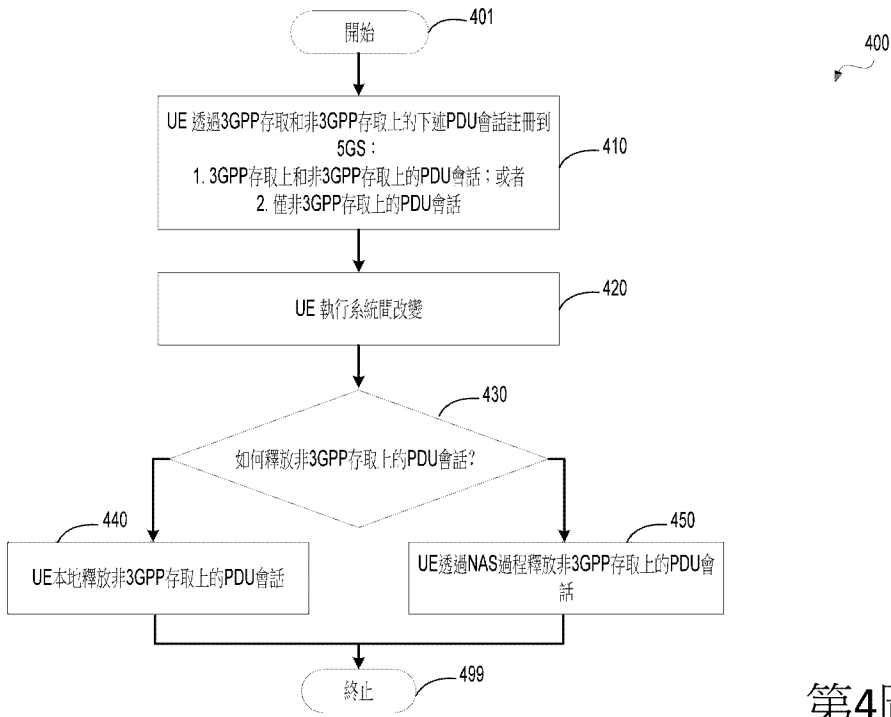 開始
401
400
UE 透過3GPP存取和非3GPP存取上的下述PDU會話註冊到
5GS：
1. 3GPP存取上和非3GPP存取上的PDU會話；或者
2. 僅非3GPP存取上的PDU會話
410
UE 執行系統間改變
420
430
如何釋放非3GPP存取上的PDU會話?
440
UE本地釋放非3GPP存取上的PDU會話
450
UE透過NAS過程釋放非3GPP存取上的PDU會
話
終止
499
第4圖